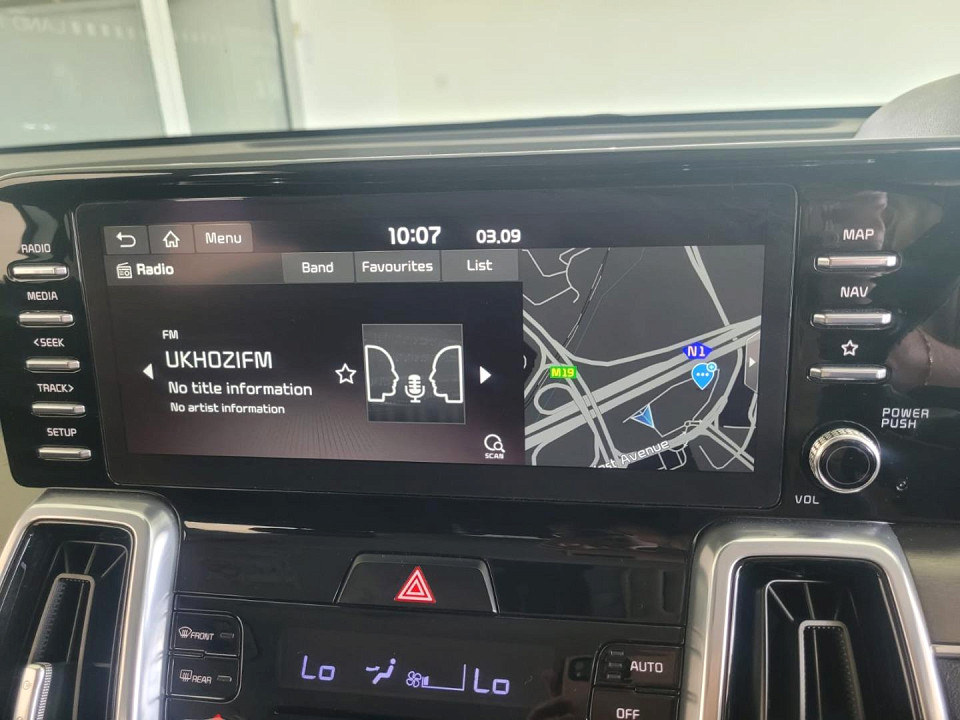 RADIO
MEDIA
<SEEK
TRACK>
SETUP
Menu
10:07
03.09
Radio
Band
Favourites
List
FM
UKHOZIFM
No title information
No artist information
SCAN
N1
M19
st Avenue
MAP
NAV
POWER
PUSH
VOL
FRONT
REAR
Lo
Lo
AUTO
OFF